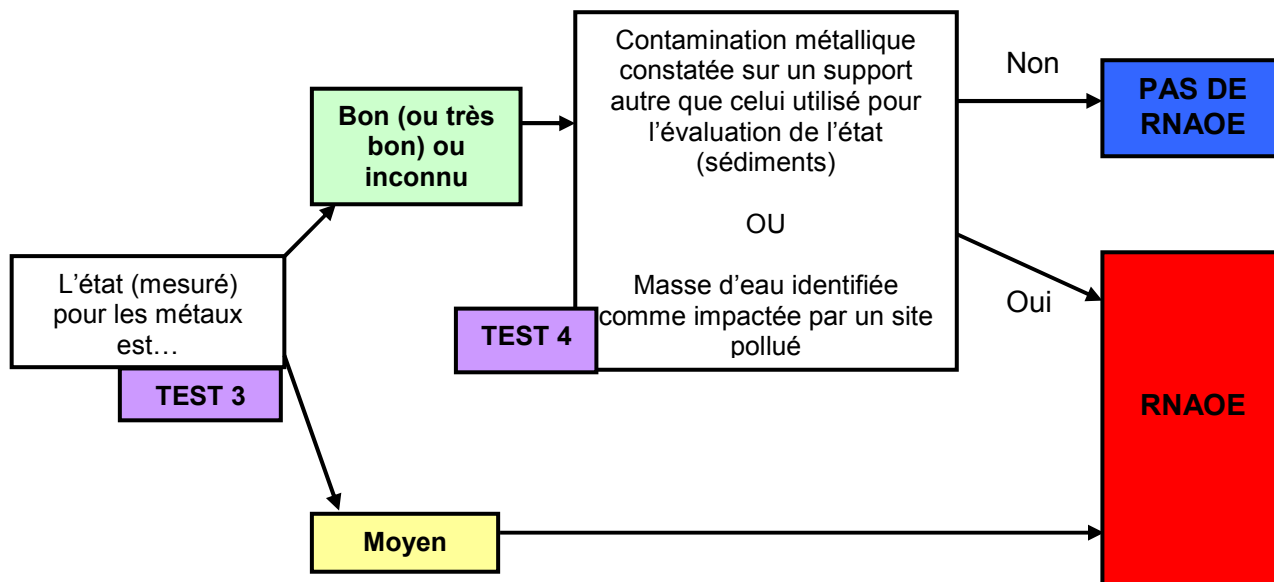 L’état (mesuré)
pour les métaux
est…
TEST 3
Bon (ou très
bon) ou
inconnu
Moyen
Contamination métallique
constatée sur un support
autre que celui utilisé pour
l’évaluation de l’état
(sédiments)
OU
Masse d’eau identifiée
comme impactée par un site
pollué
TEST 4
Non
Oui
PAS DE
RNAOE
RNAOE